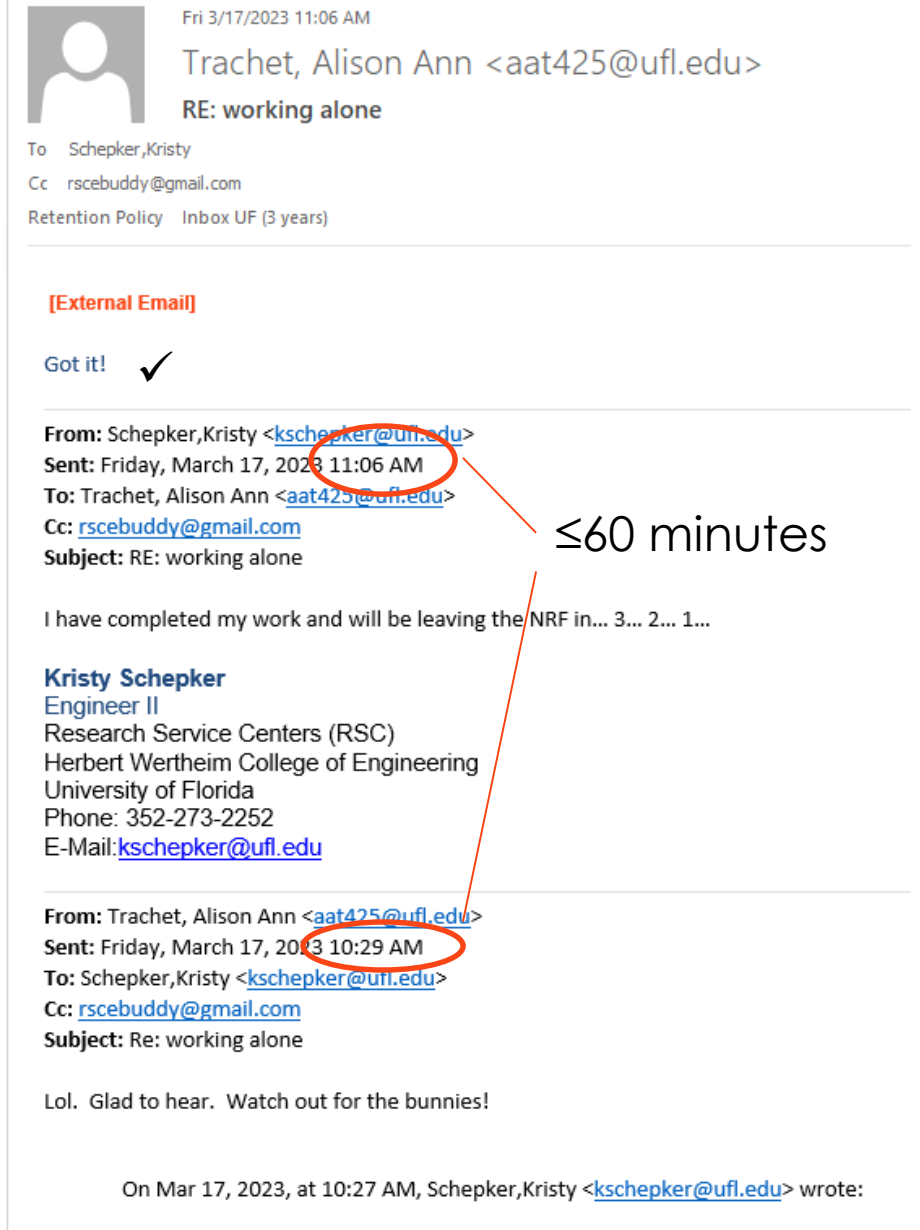 Fri 3/17/2023 11:06 AM
Trachet, Alison Ann <aat425@ufl.edu>
RE: working alone
To Schepker,Kristy
Cc rscebuddy@gmail.com
Retention Policy Inbox UF (3 years)
[External Email]
Got it! ✓
From: Schepker,Kristy <kschepker@ufl.edu>
Sent: Friday, March 17, 2023 11:06 AM
To: Trachet, Alison Ann <aat425@ufl.edu>
Cc: rscebuddy@gmail.com
Subject: RE: working alone
≤60 minutes
I have completed my work and will be leaving the NRF in... 3... 2... 1...
Kristy Schepker
Engineer II
Research Service Centers (RSC)
Herbert Wertheim College of Engineering
University of Florida
Phone: 352-273-2252
E-Mail:kschepker@ufl.edu
From: Trachet, Alison Ann <aat425@ufl.edu>
Sent: Friday, March 17, 2023 10:29 AM
To: Schepker,Kristy <kschepker@ufl.edu>
Cc: rscebuddy@gmail.com
Subject: Re: working alone
Lol. Glad to hear. Watch out for the bunnies!
On Mar 17, 2023, at 10:27 AM, Schepker,Kristy <kschepker@ufl.edu> wrote: